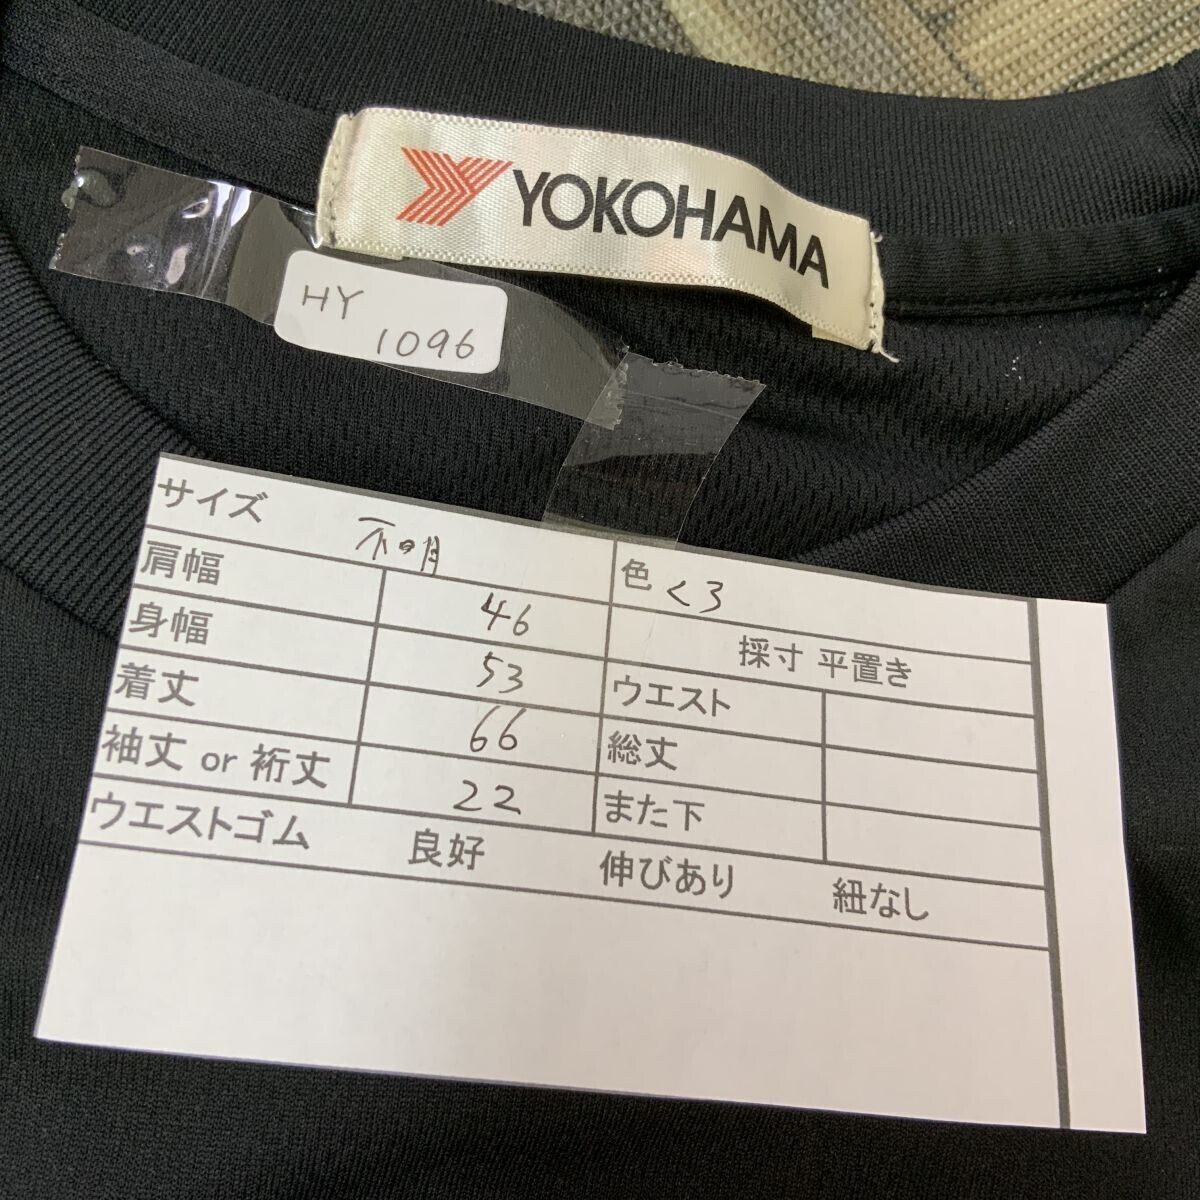 YOKOHAMA
HY
1096
サイズ 不明 色 くろ
肩幅 46 採寸 平置き
身幅 53 ウエスト
着丈 66 総丈
袖丈 or 裄丈 22 また下
ウエストゴム 良好 伸びあり 紐なし